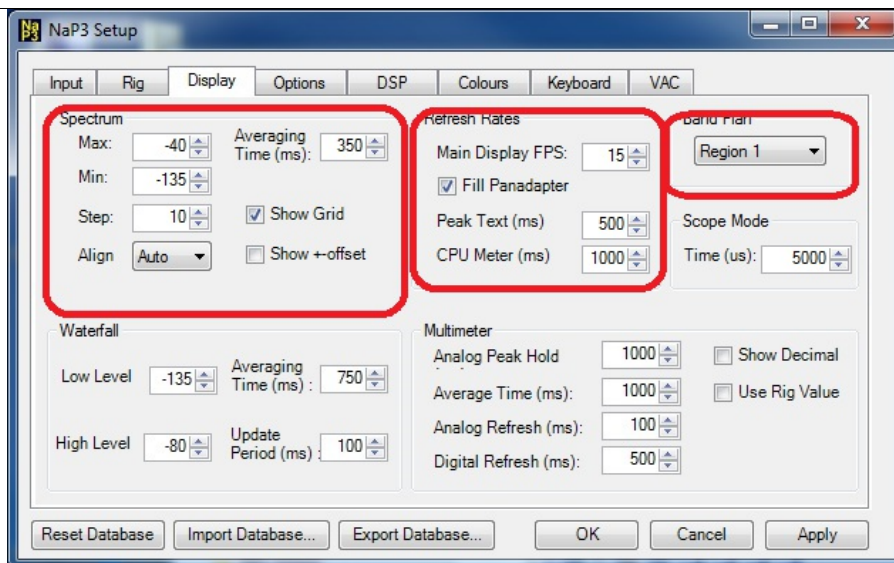 NaP3 Setup
Input Rig Display Options DSP Colours Keyboard VAC
Spectrum
Max: -40
Averaging
Time (ms): 350
Min: -135
Step: 10
Show Grid
Align Auto
Show +-offset
Refresh Rates
Main Display FPS: 15
Fill Panadapter
Peak Text (ms) 500
CPU Meter (ms) 1000
Band Plan
Region 1
Scope Mode
Time (us): 5000
Waterfall
Low Level -135
Averaging
Time (ms) : 750
High Level -80
Update
Period (ms) : 100
Multimeter
Analog Peak Hold 1000
Show Decimal
Average Time (ms): 1000
Use Rig Value
Analog Refresh (ms): 100
Digital Refresh (ms): 500
Reset Database Import Database... Export Database... OK Cancel Apply